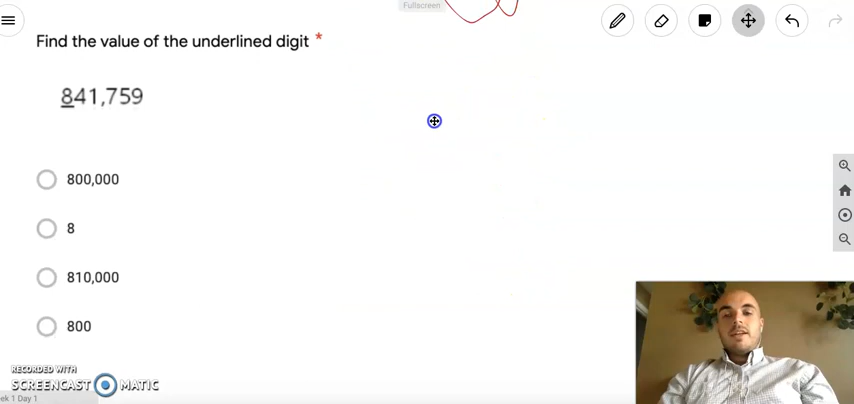 Fullscreen
Find the value of the underlined digit *
841,759
800,000
8
810,000
800
RECORDED WITH
SCREENCAST MATIC
ek 1 Day 1